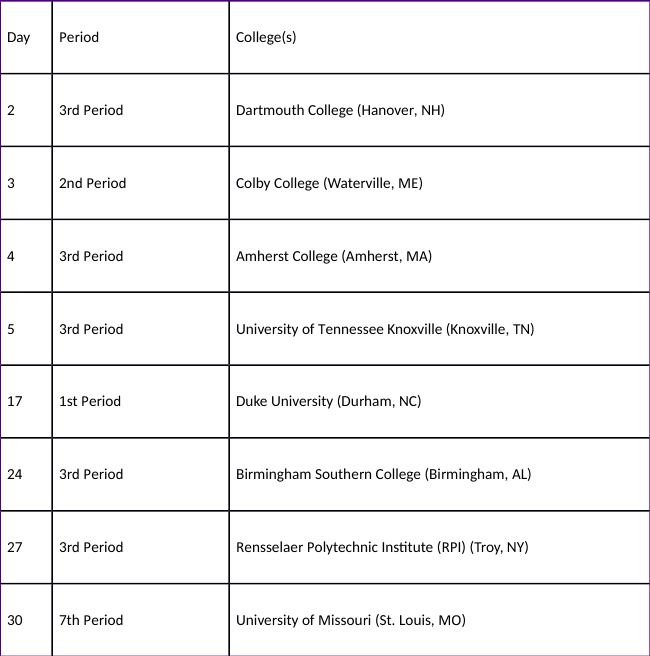 Day Period College(s)
2 3rd Period Dartmouth College (Hanover, NH)
3 2nd Period Colby College (Waterville, ME)
4 3rd Period Amherst College (Amherst, MA)
5 3rd Period University of Tennessee Knoxville (Knoxville, TN)
17 1st Period Duke University (Durham, NC)
24 3rd Period Birmingham Southern College (Birmingham, AL)
27 3rd Period Rensselaer Polytechnic Institute (RPI) (Troy, NY)
30 7th Period University of Missouri (St. Louis, MO)